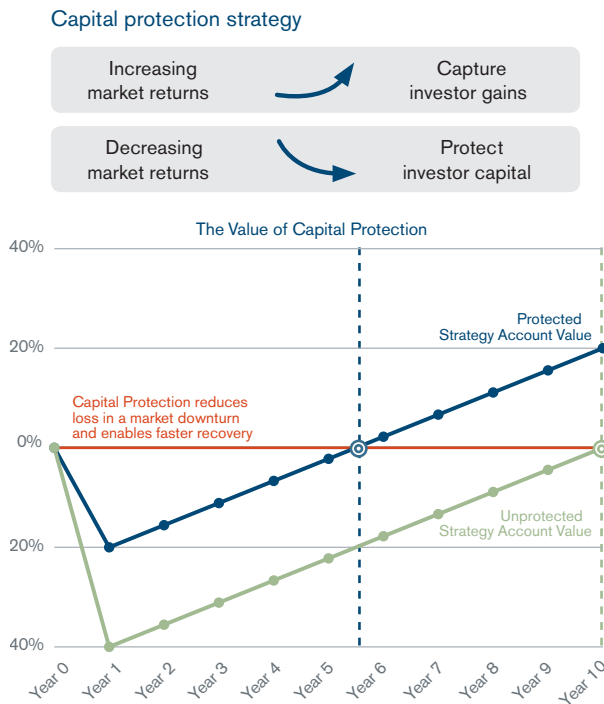 Capital protection strategy
Increasing
market returns
Capture
investor gains
Decreasing
market returns
Protect
investor capital
The Value of Capital Protection
40%
Protected
Strategy Account Value
20%
Capital Protection reduces
loss in a market downturn
and enables faster recovery
0%
Unprotected
Strategy Account Value
20%
40%
Year 0
Year 1
Year 2
Year 3
Year 4
Year 5
Year 6
Year 7
Year 8
Year 9
Year 10